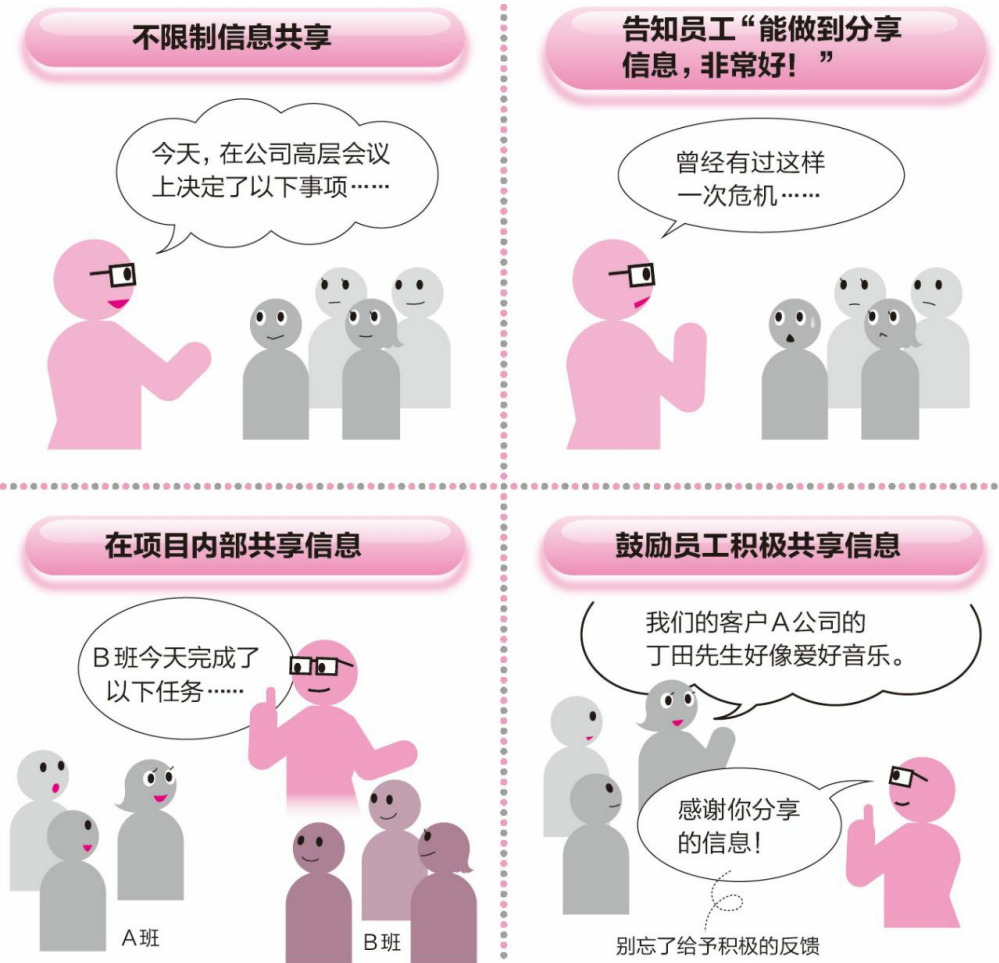 不限制信息共享
今天，在公司高层会议
上决定了以下事项……
告知员工“能做到分享
信息，非常好！”
曾经有过这样
一次危机……
在项目内部共享信息
B班今天完成了
以下任务……
A班
B班
鼓励员工积极共享信息
我们的客户A公司的
丁田先生好像爱好音乐。
感谢你分享
的信息！
别忘了给予积极的反馈